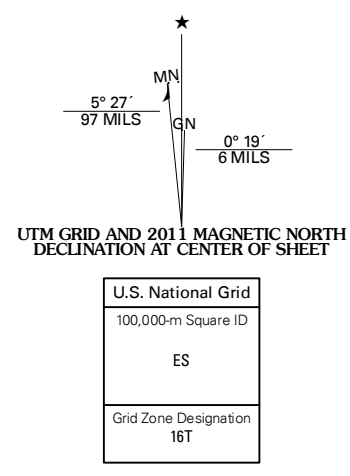 ★
M.N.
5° 27´
97 MILS
GN
0° 19´
6 MILS
UTM GRID AND 2011 MAGNETIC NORTH
DECLINATION AT CENTER OF SHEET
U.S. National Grid
100,000-m Square ID
ES
Grid Zone Designation
16T